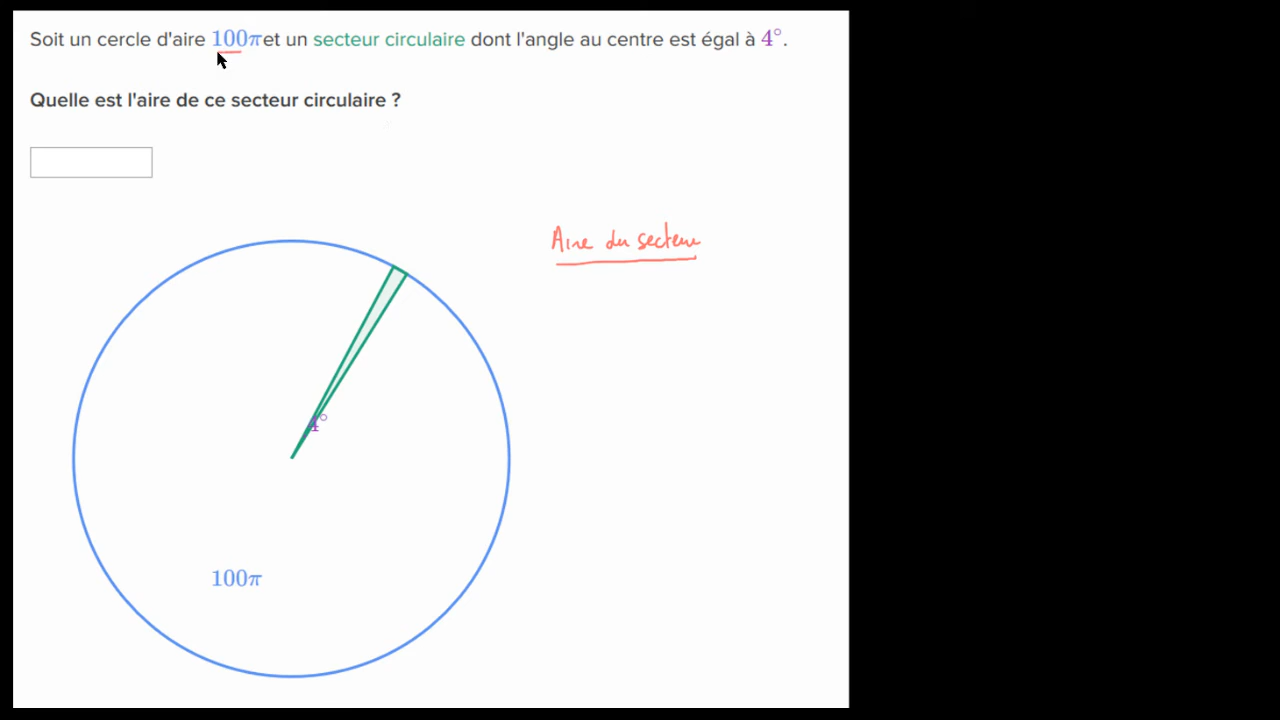 Soit un cercle d'aire 100π et un secteur circulaire dont l'angle au centre est égal à 4°.
Quelle est l'aire de ce secteur circulaire ?
Aire du secteur
4°
100π